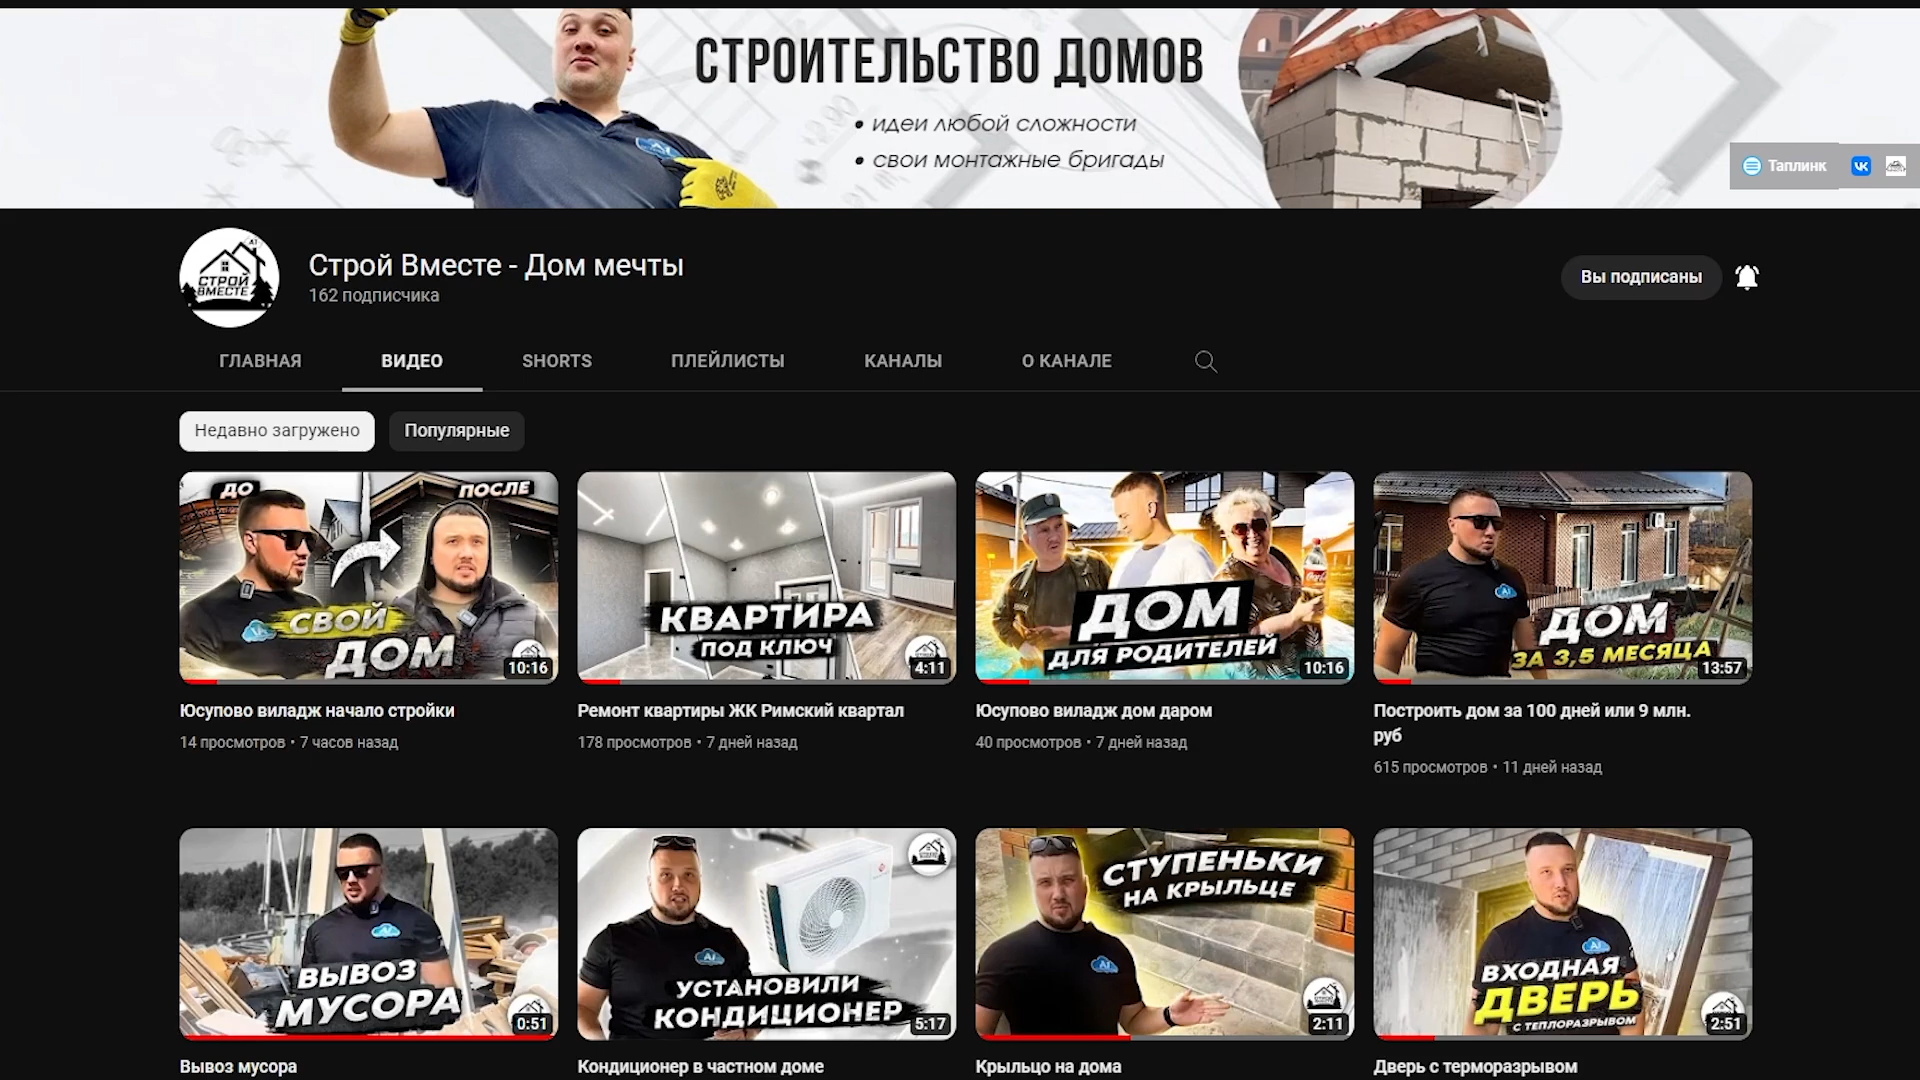 СТРОИТЕЛЬСТВО ДОМОВ
• идеи любой сложности
• свои монтажные бригады
Таплинк
VK
СТРОЙ
ВМЕСТЕ
Строй Вместе - Дом мечты
162 подписчика
Вы подписаны
ГЛАВНАЯ
ВИДЕО
SHORTS
ПЛЕЙЛИСТЫ
КАНАЛЫ
О КАНАЛЕ
Недавно загружено
Популярные
ДО
ПОСЛЕ
СВОЙ
ДОМ
10:16
КВАРТИРА
ПОД КЛЮЧ
4:11
ДОМ
ДЛЯ РОДИТЕЛЕЙ
10:16
ДОМ
ЗА 3,5 МЕСЯЦА
13:57
Юсупово виладж начало стройки
14 просмотров • 7 часов назад
Ремонт квартиры ЖК Римский квартал
178 просмотров • 7 дней назад
Юсупово виладж дом даром
40 просмотров • 7 дней назад
Построить дом за 100 дней или 9 млн.
руб
615 просмотров • 11 дней назад
ВЫВОЗ
МУСОРА
0:51
УСТАНОВИЛИ
КОНДИЦИОНЕР
5:17
СТУПЕНЬКИ
НА КРЫЛЬЦЕ
2:11
ВХОДНАЯ
ДВЕРЬ
С ТЕПЛОРАЗРЫВОМ
2:51
Вывоз мусора
Кондиционер в частном доме
Крыльцо на дома
Дверь с терморазрывом